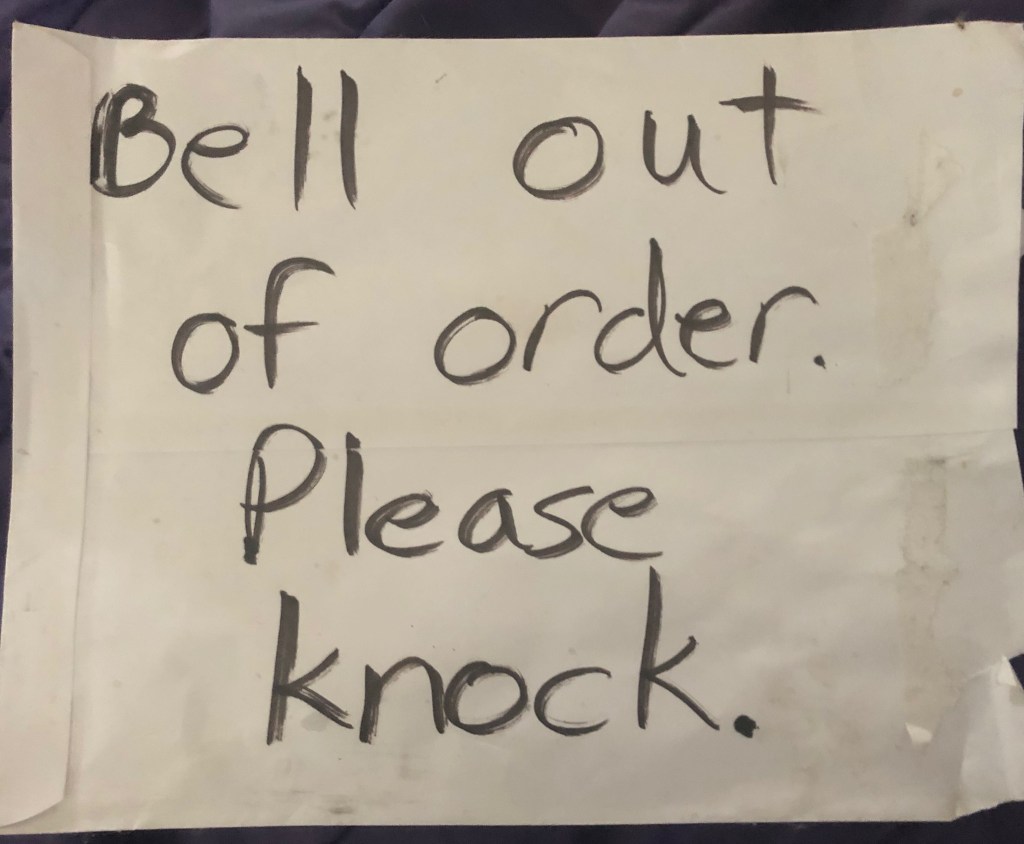 Bell out
of order.
Please
knock.